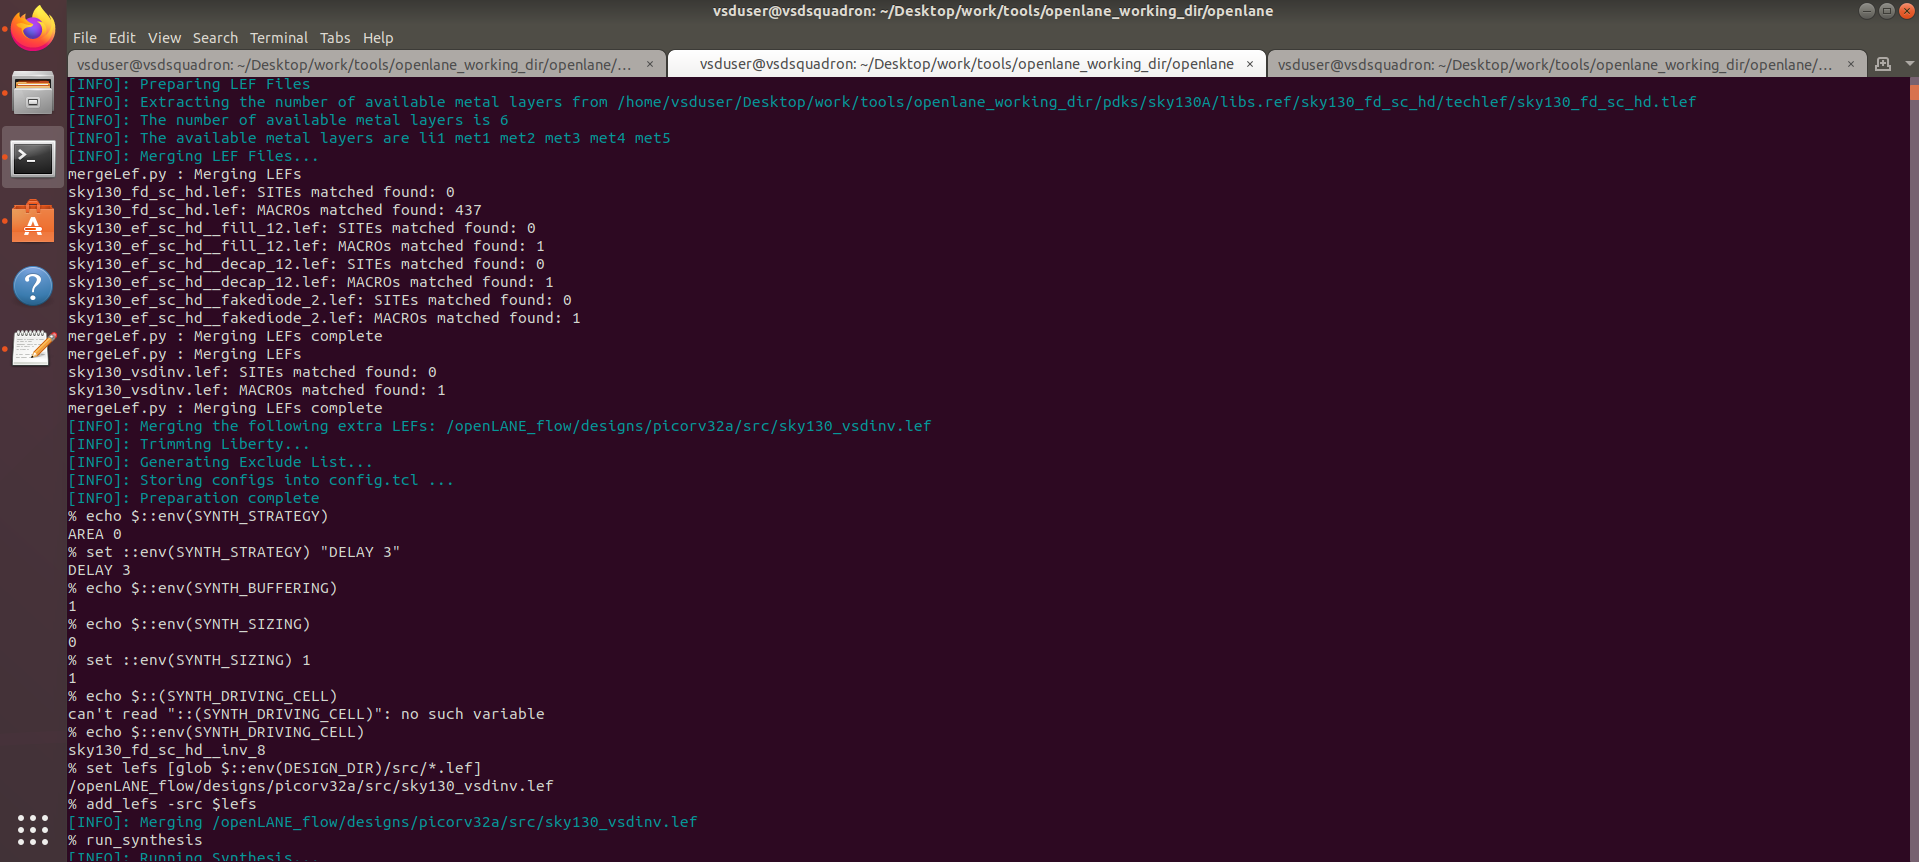 vsduser@vsdsquadron: ~/Desktop/work/tools/openlane_working_dir/openlane
File Edit View Search Terminal Tabs Help
vsduser@vsdsquadron: ~/Desktop/work/tools/openlane_working_dir/openlane/... × vsduser@vsdsquadron: ~/Desktop/work/tools/openlane_working_dir/openlane × vsduser@vsdsquadron: ~/Desktop/work/tools/openlane_working_dir/openlane/... ×
[INFO]: Preparing LEF Files
[INFO]: Extracting the number of available metal layers from /home/vsduser/Desktop/work/tools/openlane_working_dir/pdks/sky130A/libs.ref/sky130_fd_sc_hd/techlef/sky130_fd_sc_hd.tlef
[INFO]: The number of available metal layers is 6
[INFO]: The available metal layers are li1 met1 met2 met3 met4 met5
[INFO]: Merging LEF Files...
mergeLef.py : Merging LEFs
sky130_fd_sc_hd.lef: SITEs matched found: 0
sky130_fd_sc_hd.lef: MACROs matched found: 437
sky130_ef_sc_hd__fill_12.lef: SITEs matched found: 0
sky130_ef_sc_hd__fill_12.lef: MACROs matched found: 1
sky130_ef_sc_hd__decap_12.lef: SITEs matched found: 0
sky130_ef_sc_hd__decap_12.lef: MACROs matched found: 1
sky130_ef_sc_hd__fakediode_2.lef: SITEs matched found: 0
sky130_ef_sc_hd__fakediode_2.lef: MACROs matched found: 1
mergeLef.py : Merging LEFs complete
mergeLef.py : Merging LEFs
sky130_vsdinv.lef: SITEs matched found: 0
sky130_vsdinv.lef: MACROs matched found: 1
mergeLef.py : Merging LEFs complete
[INFO]: Merging the following extra LEFs: /openLANE_flow/designs/picorv32a/src/sky130_vsdinv.lef
[INFO]: Trimming Liberty...
[INFO]: Generating Exclude List...
[INFO]: Storing configs into config.tcl ...
[INFO]: Preparation complete
% echo $::env(SYNTH_STRATEGY)
AREA 0
% set ::env(SYNTH_STRATEGY) "DELAY 3"
DELAY 3
% echo $::env(SYNTH_BUFFERING)
1
% echo $::env(SYNTH_SIZING)
0
% set ::env(SYNTH_SIZING) 1
1
% echo $::(SYNTH_DRIVING_CELL)
can't read "::(SYNTH_DRIVING_CELL)": no such variable
% echo $::env(SYNTH_DRIVING_CELL)
sky130_fd_sc_hd__inv_8
% set lefs [glob $::env(DESIGN_DIR)/src/*.lef]
/openLANE_flow/designs/picorv32a/src/sky130_vsdinv.lef
% add_lefs -src $lefs
[INFO]: Merging /openLANE_flow/designs/picorv32a/src/sky130_vsdinv.lef
% run_synthesis
[INFO]: Running Synthesis...